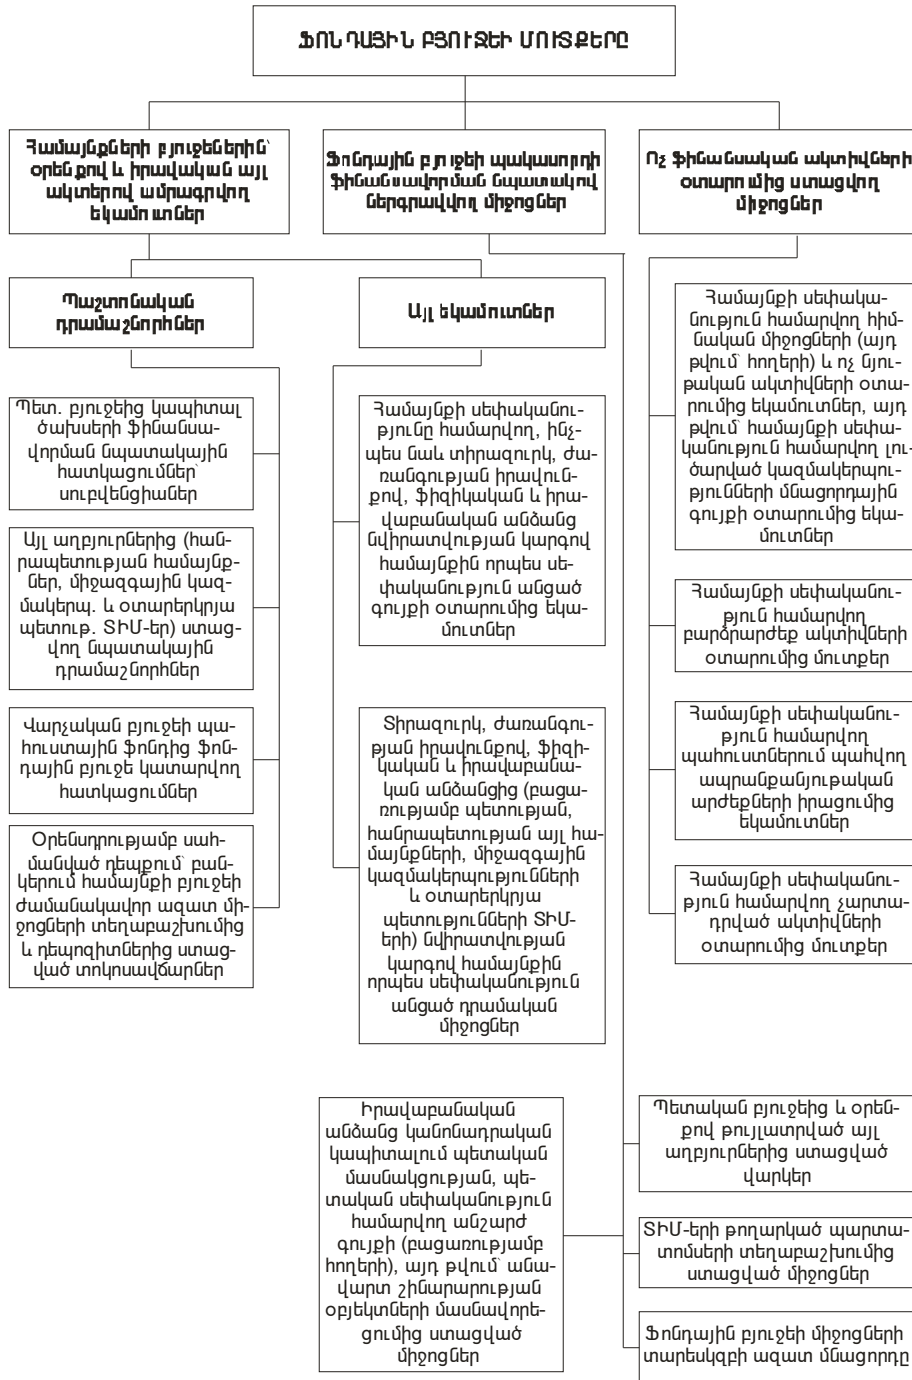 ՖՈՆԴԱՅԻՆ ԲՅՈՒՋԵԻ ՄՈՒՏՔԵՐԸ
Համայնքների բյուջեներին՝
օրենքով և իրավական այլ
ակտերով ամրագրվող
եկամուտներ
Ֆոնդային բյուջեի պակասորդի
ֆինանսավորման նպատակով
ներգրավվող միջոցներ
Ոչ ֆինանսական ակտիվների
օտարումից ստացվող
միջոցներ
Պաշտոնական
դրամաշնորհներ
Այլ եկամուտներ
Պետ. բյուջեից կապիտալ
ծախսերի ֆինանսա-
վորման նպատակային
հատկացումներ՝
սուբվենցիաներ
Այլ աղբյուրներից (հան-
րապետության համայնք-
ներ, միջազգային կազ-
մակերպ. և օտարերկրյա
պետութ. ՏԻՄ-եր) ստաց-
վող նպատակային
դրամաշնորհներ
Վարչական բյուջեի պա-
հուստային ֆոնդից ֆոն-
դային բյուջե կատարվող
հատկացումներ
Օրենսդրությամբ սահ-
մանված դեպքում՝ բան-
կերում համայնքի բյուջեի
ժամանակավոր ազատ մի-
ջոցների տեղաբաշխումից
և դեպոզիտներից ստաց-
ված տոկոսավճարներ
Համայնքի սեփականու-
թյունը համարվող, ինչ-
պես նաև տիրազուրկ, ժա-
ռանգության իրավուն-
քով, ֆիզիկական և իրա-
վաբանական անձանց
նվիրատվության կարգով
համայնքին որպես սե-
փականություն անցած
գույքի օտարումից եկա-
մուտներ
Տիրազուրկ, ժառանգու-
թյան իրավունքով, ֆիզի-
կական և իրավաբանա-
կան անձանցից (բացա-
ռությամբ պետության,
հանրապետության այլ հա-
մայնքների, միջազգային
կազմակերպությունների
և օտարերկրյա
պետությունների ՏԻՄ-
երի) նվիրատվության
կարգով համայնքին
որպես սեփականություն
անցած դրամական
միջոցներ
Համայնքի սեփակա-
նություն համարվող հիմ-
նական միջոցների (այդ
թվում՝ հողերի) և ոչ նյու-
թական ակտիվների օտա-
րումից եկամուտներ, այդ
թվում՝ համայնքի սեփա-
կանություն համարվող լու-
ծարված կազմակերպու-
թյունների մնացորդային
գույքի օտարումից եկա-
մուտներ
Համայնքի սեփականու-
թյուն համարվող
բարձրարժեք ակտիվների
օտարումից մուտքեր
Համայնքի սեփականու-
թյուն համարվող
պահուստներում պահվող
ապրանքանյութական
արժեքների իրացումից
եկամուտներ
Համայնքի սեփականու-
թյուն համարվող չարտա-
դրված ակտիվների
օտարումից մուտքեր
Իրավաբանական
անձանց կանոնադրական
կապիտալում պետական
մասնակցության, պե-
տական սեփականություն
համարվող անշարժ
գույքի (բացառությամբ
հողերի), այդ թվում՝ անա-
վարտ շինարարության
օբյեկտների մասնավորե-
ցումից ստացված
միջոցներ
Պետական բյուջեից և օրեն-
քով թույլատրված այլ
աղբյուրներից ստացված
վարկեր
ՏԻՄ-երի թողարկած պարտա-
տոմսերի տեղաբաշխումից
ստացված միջոցներ
Ֆոնդային բյուջեի միջոցների
տարեսկզբի ազատ մնացորդը